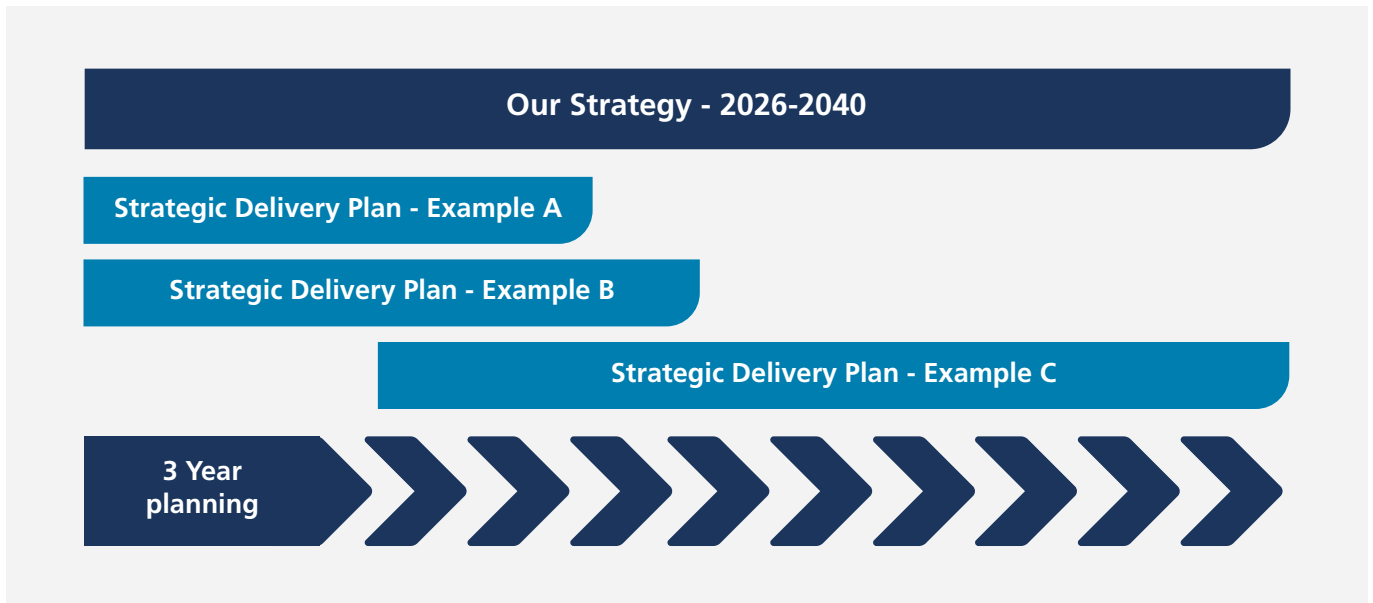 Our Strategy - 2026-2040
Strategic Delivery Plan - Example A
Strategic Delivery Plan - Example B
Strategic Delivery Plan - Example C
3 Year
planning